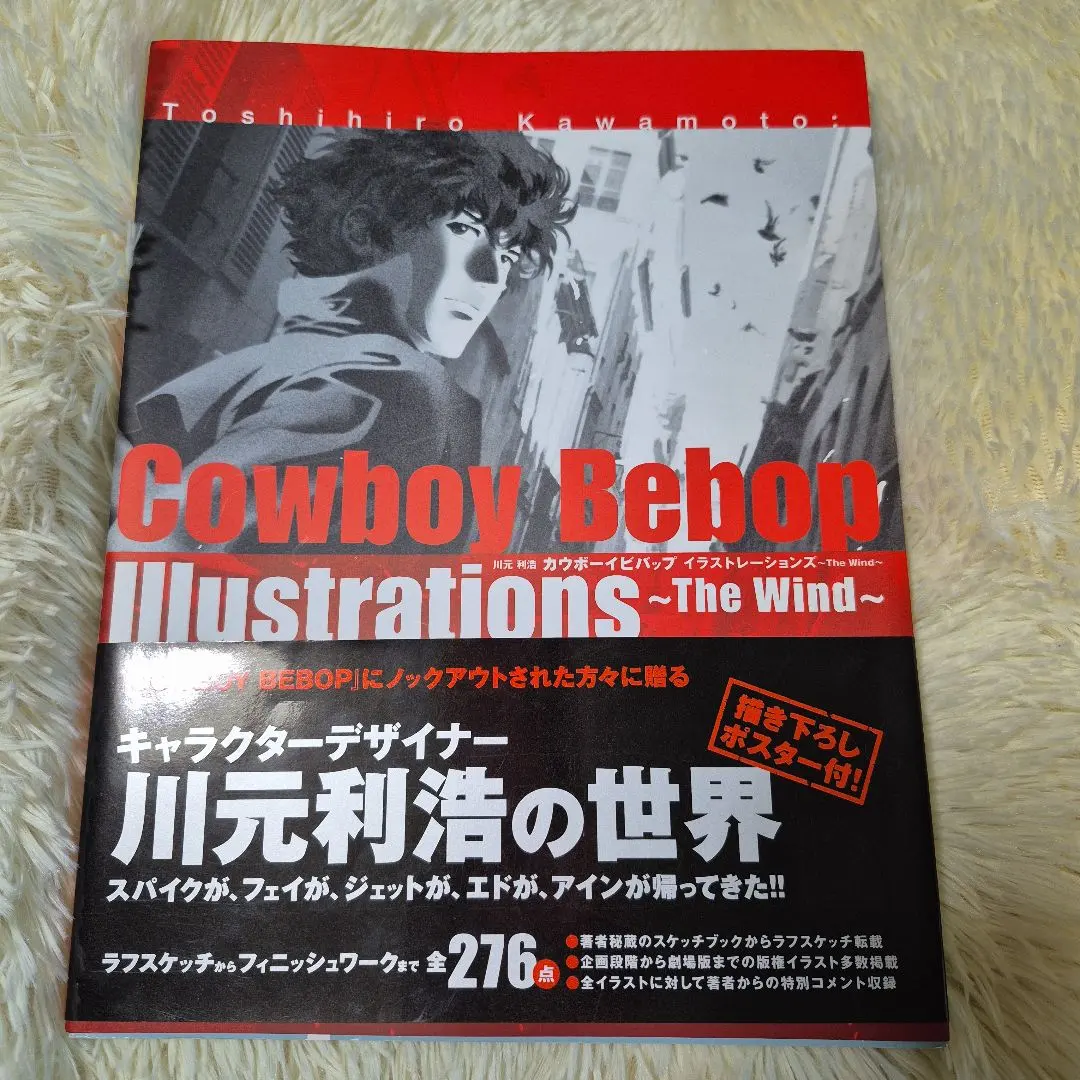 Toshihiro Kawamoto:
Cowboy Bebop
川元 利浩 カウボーイビバップ イラストレーションズ~The Wind~
Illustrations ~The Wind~
BEBOP』にノックアウトされた方々に贈る
描き下ろし
ポスター付!
キャラクターデザイナー
川元利浩の世界
スパイクが、フェイが、ジェットが、エドが、アインが帰ってきた!!
ラフスケッチからフィニッシュワークまで 全276点
●著者秘蔵のスケッチブックからラフスケッチ転載
●企画段階から劇場版までの版権イラスト多数掲載
●全イラストに対して著者からの特別コメント収録